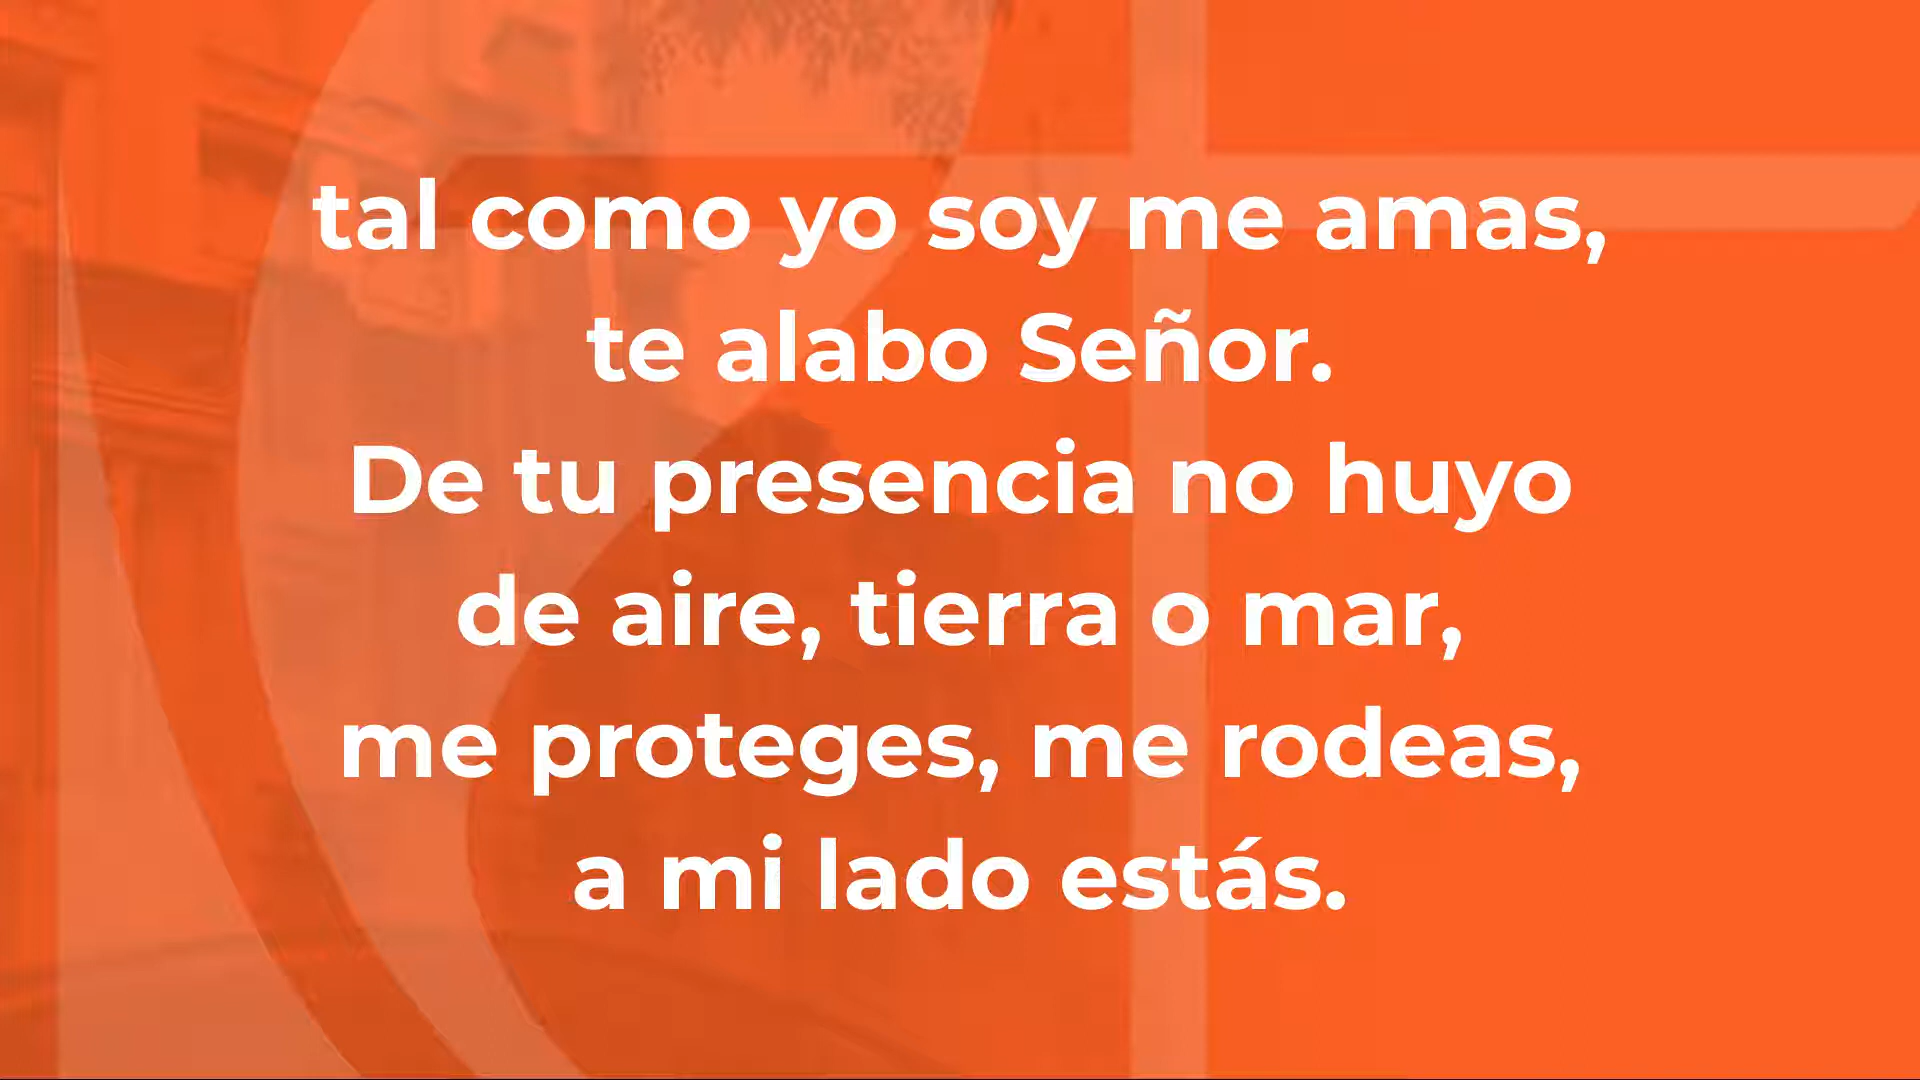 tal como yo soy me amas,
te alabo Señor.
De tu presencia no huyo
de aire, tierra o mar,
me proteges, me rodeas,
a mi lado estás.